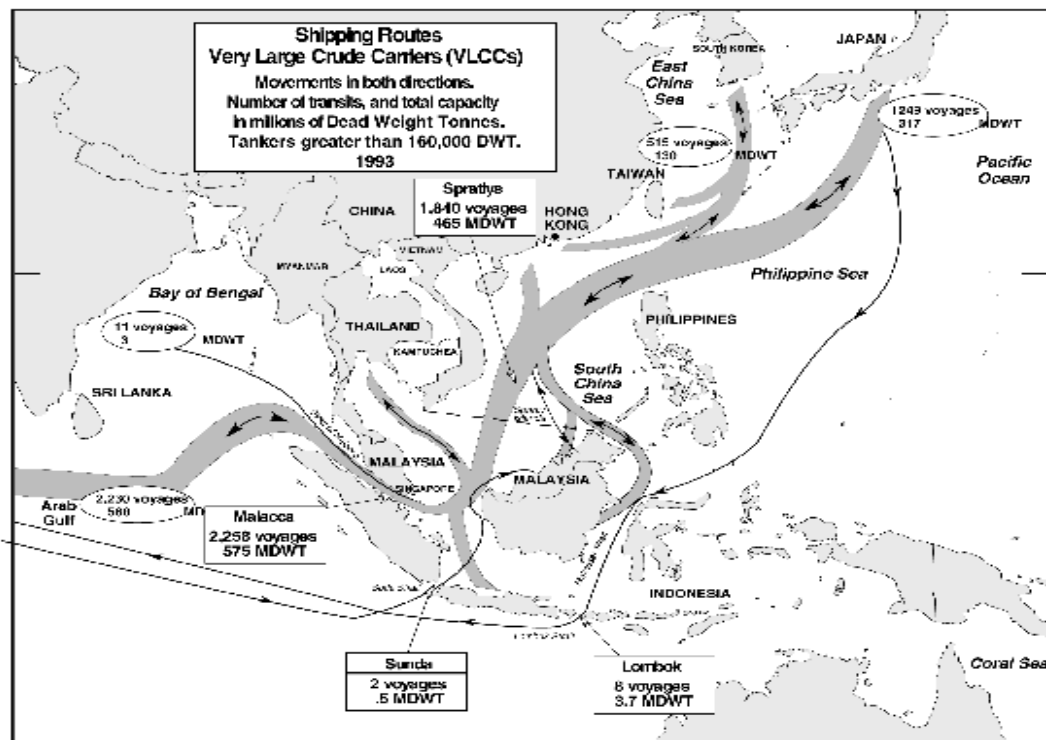 Shipping Routes
Very Large Crude Carriers (VLCCs)
Movements in both directions.
Number of transits, and total capacity
in millions of Dead Weight Tonnes.
Tankers greater than 160,000 DWT.
1993
JAPAN
SOUTH KOREA
East
China
Sea
1249 voyages
317 MDWT
515 voyages
130 MDWT
Pacific
Ocean
TAIWAN
Spratlys
1.840 voyages
465 MDWT
CHINA
HONG
KONG
VIETNAM
LAOS
MYANMAR
Philippine Sea
Bay of Bengal
11 voyages
3 MDWT
THAILAND
PHILIPPINES
KAMPUCHEA
South
China
Sea
SRI LANKA
MALAYSIA
MALAYSIA
SINGAPORE
Arab
Gulf
2,230 voyages
MD
Malacca
2.258 voyages
575 MDWT
INDONESIA
Lombok Strait
Sunda
2 voyages
.5 MDWT
Lombok
8 voyages
3.7 MDWT
Coral Sea